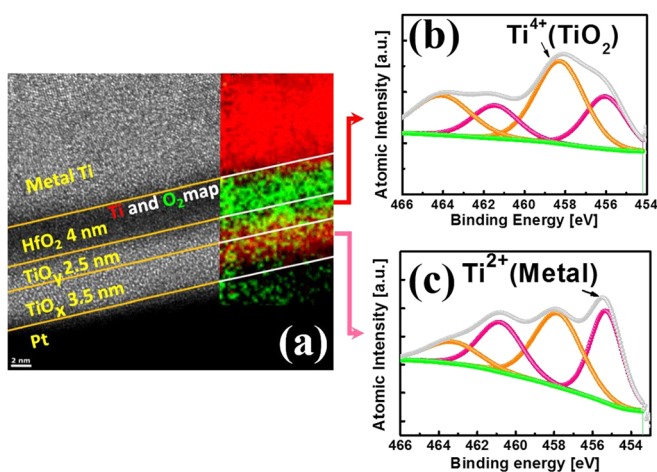 (b)
Ti4+(TiO2)
Atomic Intensity [a.u.]
466 464 462 460 458 456 454
Binding Energy [eV]
Metal Ti
Ti and O2map
HfO2 4 nm
TiOy 2.5 nm
TiOx 3.5 nm
Pt
2 nm
(a)
(c)
Ti2+(Metal)
Atomic Intensity [a.u.]
466 464 462 460 458 456 454
Binding energy [eV]